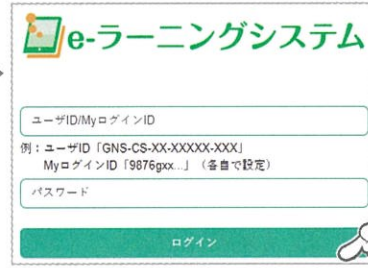 e-ラーニングシステム
ユーザID/MyログインID
例：ユーザID「GNS-CS-XX-XXXXX-XXX」
MyログインID「9876gxx...」（各自で設定）
パスワード
ログイン